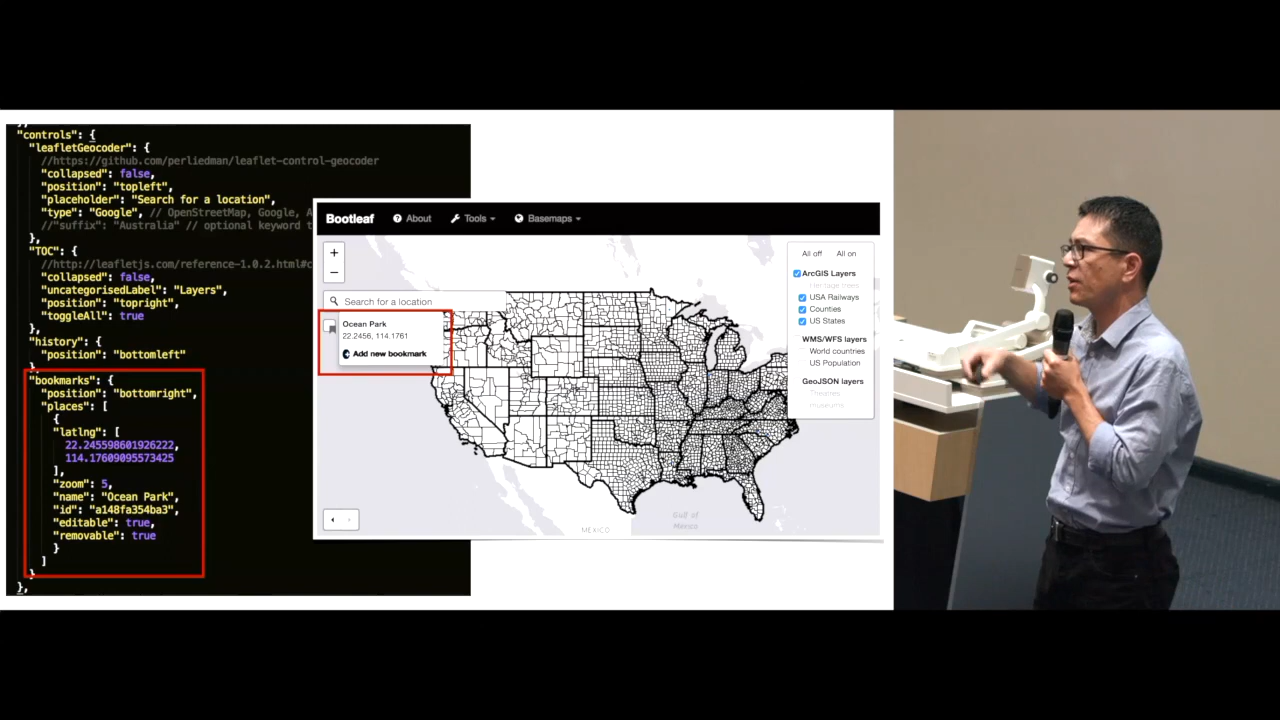 "controls": {
"leafletGeocoder": {
//https://github.com/perliedman/leaflet-control-geocoder
"collapsed": false,
"position": "topleft",
"placeholder": "Search for a location",
"type": "Google", // OpenStreetMap, Google, A
//"suffix": "Australia" // optional keyword t
},
"TOC": {
//http://leafletjs.com/reference-1.0.2.html#c
"collapsed": false,
"uncategorisedLabel": "Layers",
"position": "topright",
"toggleAll": true
},
"history": {
"position": "bottomleft"
},
"bookmarks": {
"position": "bottomright",
"places": [
{
"latlng": [
22.245598601926222,
114.17609095573425
],
"zoom": 5,
"name": "Ocean Park",
"id": "a148fa354ba3",
"editable": true,
"removable": true
}
]
}
},
Bootleaf About Tools Basemaps
+
−
Search for a location
Ocean Park
22.2456, 114.1761
Add new bookmark
All off All on
ArcGIS Layers
Heritage trees
USA Railways
Counties
US States
WMS/WFS layers
World countries
US Population
GeoJSON layers
Theatres
museums
Gulf of
Mexico
MEXICO